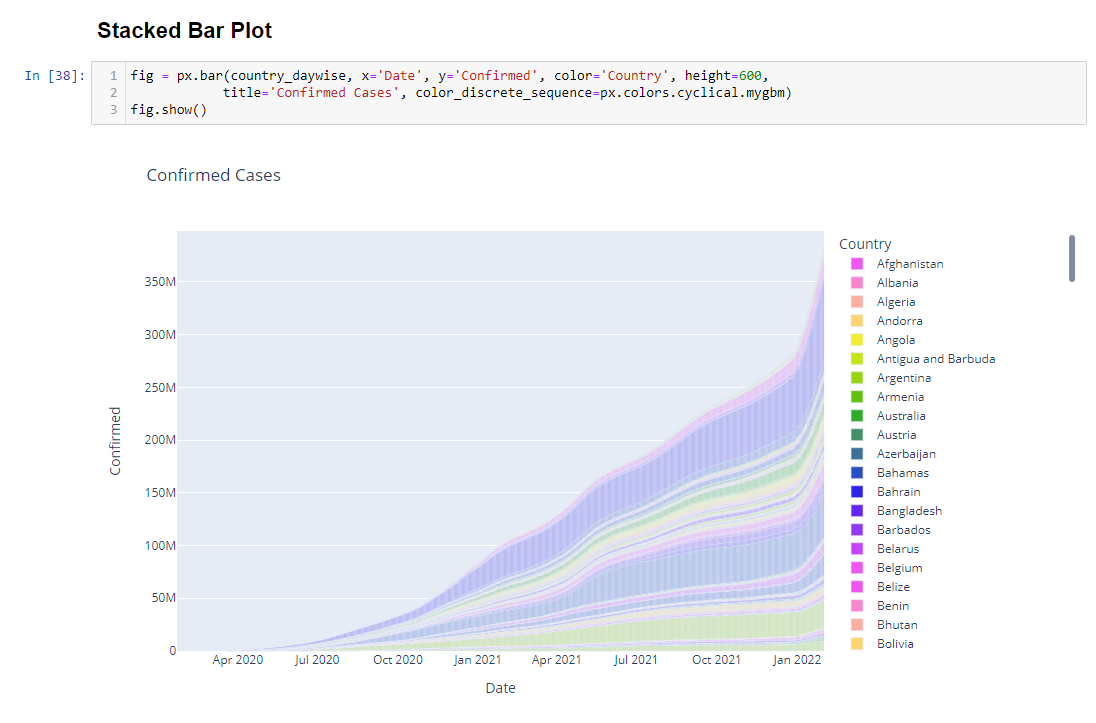 Stacked Bar Plot
In [38]:
1 fig = px.bar(country_daywise, x='Date', y='Confirmed', color='Country', height=600,
2 title='Confirmed Cases', color_discrete_sequence=px.colors.cyclical.mygbm)
3 fig.show()
Confirmed Cases
350M
300M
250M
200M
150M
100M
50M
0
Confirmed
Apr 2020 Jul 2020 Oct 2020 Jan 2021 Apr 2021 Jul 2021 Oct 2021 Jan 2022
Date
Country
Afghanistan
Albania
Algeria
Andorra
Angola
Antigua and Barbuda
Argentina
Armenia
Australia
Austria
Azerbaijan
Bahamas
Bahrain
Bangladesh
Barbados
Belarus
Belgium
Belize
Benin
Bhutan
Bolivia